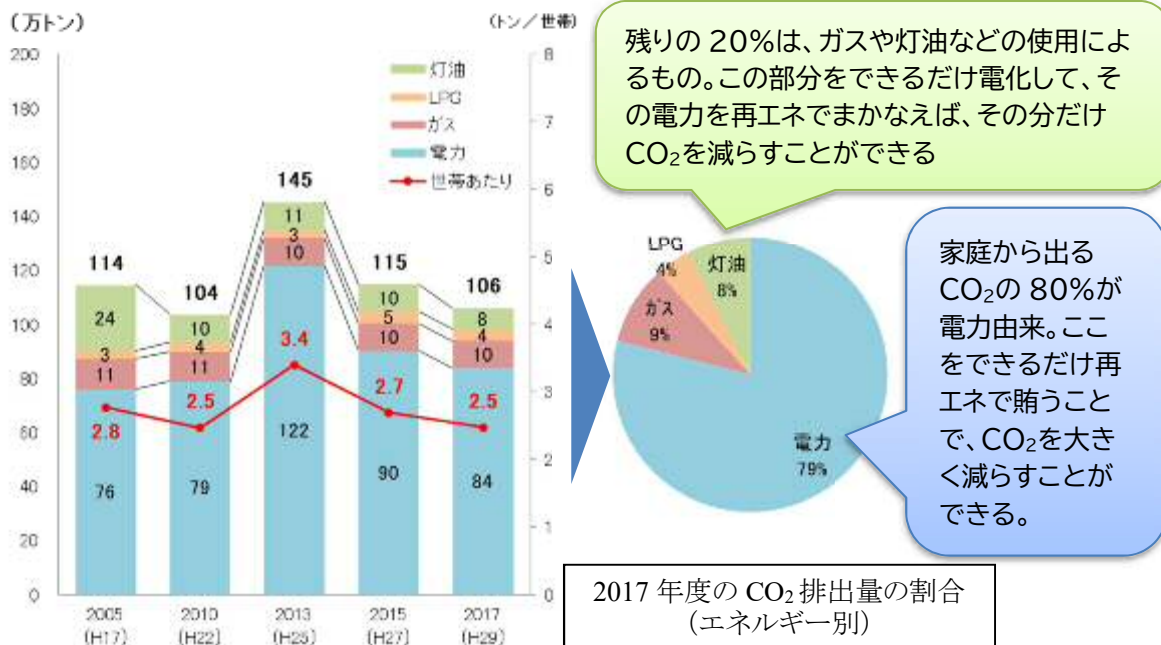 (万トン)
(トン/世帯)
200
180
160
140
120
100
80
60
40
20
0
8
7
6
5
4
3
2
1
0
灯油
LPG
ガス
電力
世帯あたり
114
24
3
11
2.8
76
104
10
4
11
2.5
79
145
11
3
10
3.4
122
115
10
5
10
2.7
90
106
8
4
10
2.5
84
2005
(H17)
2010
(H22)
2013
(H25)
2015
(H27)
2017
(H29)
残りの 20%は、ガスや灯油などの使用によ
るもの。この部分をできるだけ電化して、そ
の電力を再エネでまかなえば、その分だけ
CO₂を減らすことができる
LPG
4%
灯油
8%
ガス
9%
電力
79%
家庭から出る
CO₂の 80%が
電力由来。ここ
をできるだけ再
エネで賄うこと
で、CO₂を大き
く減らすことが
できる。
2017 年度の CO₂ 排出量の割合
(エネルギー別)